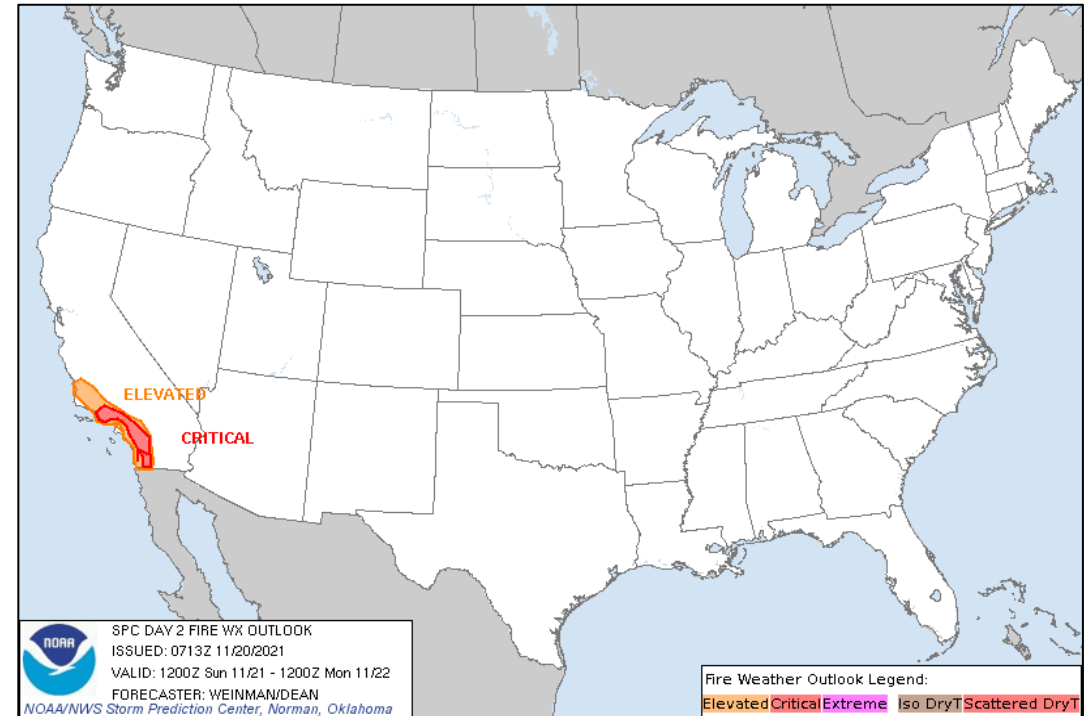 ELEVATED
CRITICAL
NOAA
SPC DAY 2 FIRE WX OUTLOOK
ISSUED: 0713Z 11/20/2021
VALID: 1200Z Sun 11/21 - 1200Z Mon 11/22
FORECASTER: WEINMAN/DEAN
NOAA/NWS Storm Prediction Center, Norman, Oklahoma
Fire Weather Outlook Legend:
Elevated Critical Extreme Iso DryT Scattered DryT